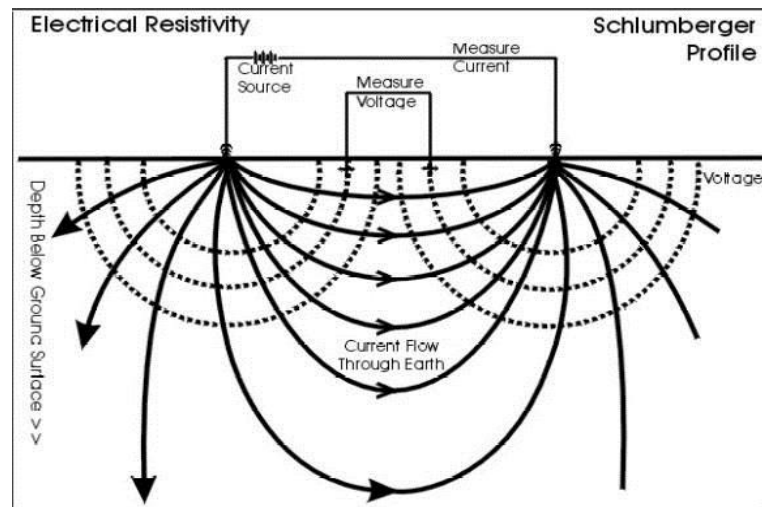 Electrical Resistivity
Schlumberger
Profile
Current
Source
Measure
Current
Measure
Voltage
Voltage
Depth Below Ground Surface > >
Current Flow
Through Earth